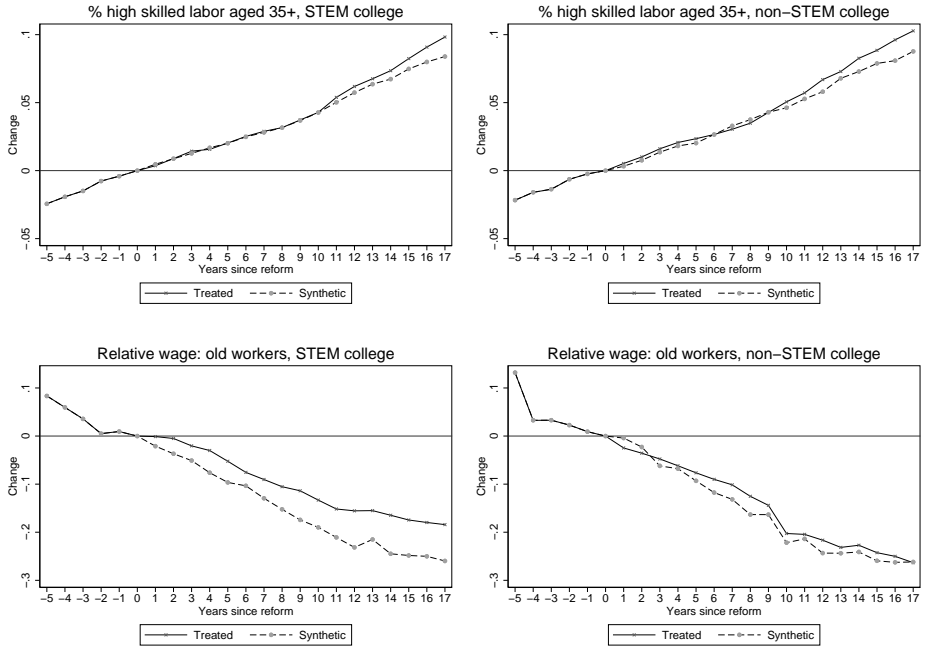 % high skilled labor aged 35+, STEM college
Change
.1
.05
0
-.05
-5 -4 -3 -2 -1 0 1 2 3 4 5 6 7 8 9 10 11 12 13 14 15 16 17
Years since reform
Treated Synthetic
% high skilled labor aged 35+, non-STEM college
Change
.1
.05
0
-.05
-5 -4 -3 -2 -1 0 1 2 3 4 5 6 7 8 9 10 11 12 13 14 15 16 17
Years since reform
Treated Synthetic
Relative wage: old workers, STEM college
Change
.1
0
-.1
-.2
-.3
-5 -4 -3 -2 -1 0 1 2 3 4 5 6 7 8 9 10 11 12 13 14 15 16 17
Years since reform
Treated Synthetic
Relative wage: old workers, non-STEM college
Change
.1
0
-.1
-.2
-.3
-5 -4 -3 -2 -1 0 1 2 3 4 5 6 7 8 9 10 11 12 13 14 15 16 17
Years since reform
Treated Synthetic